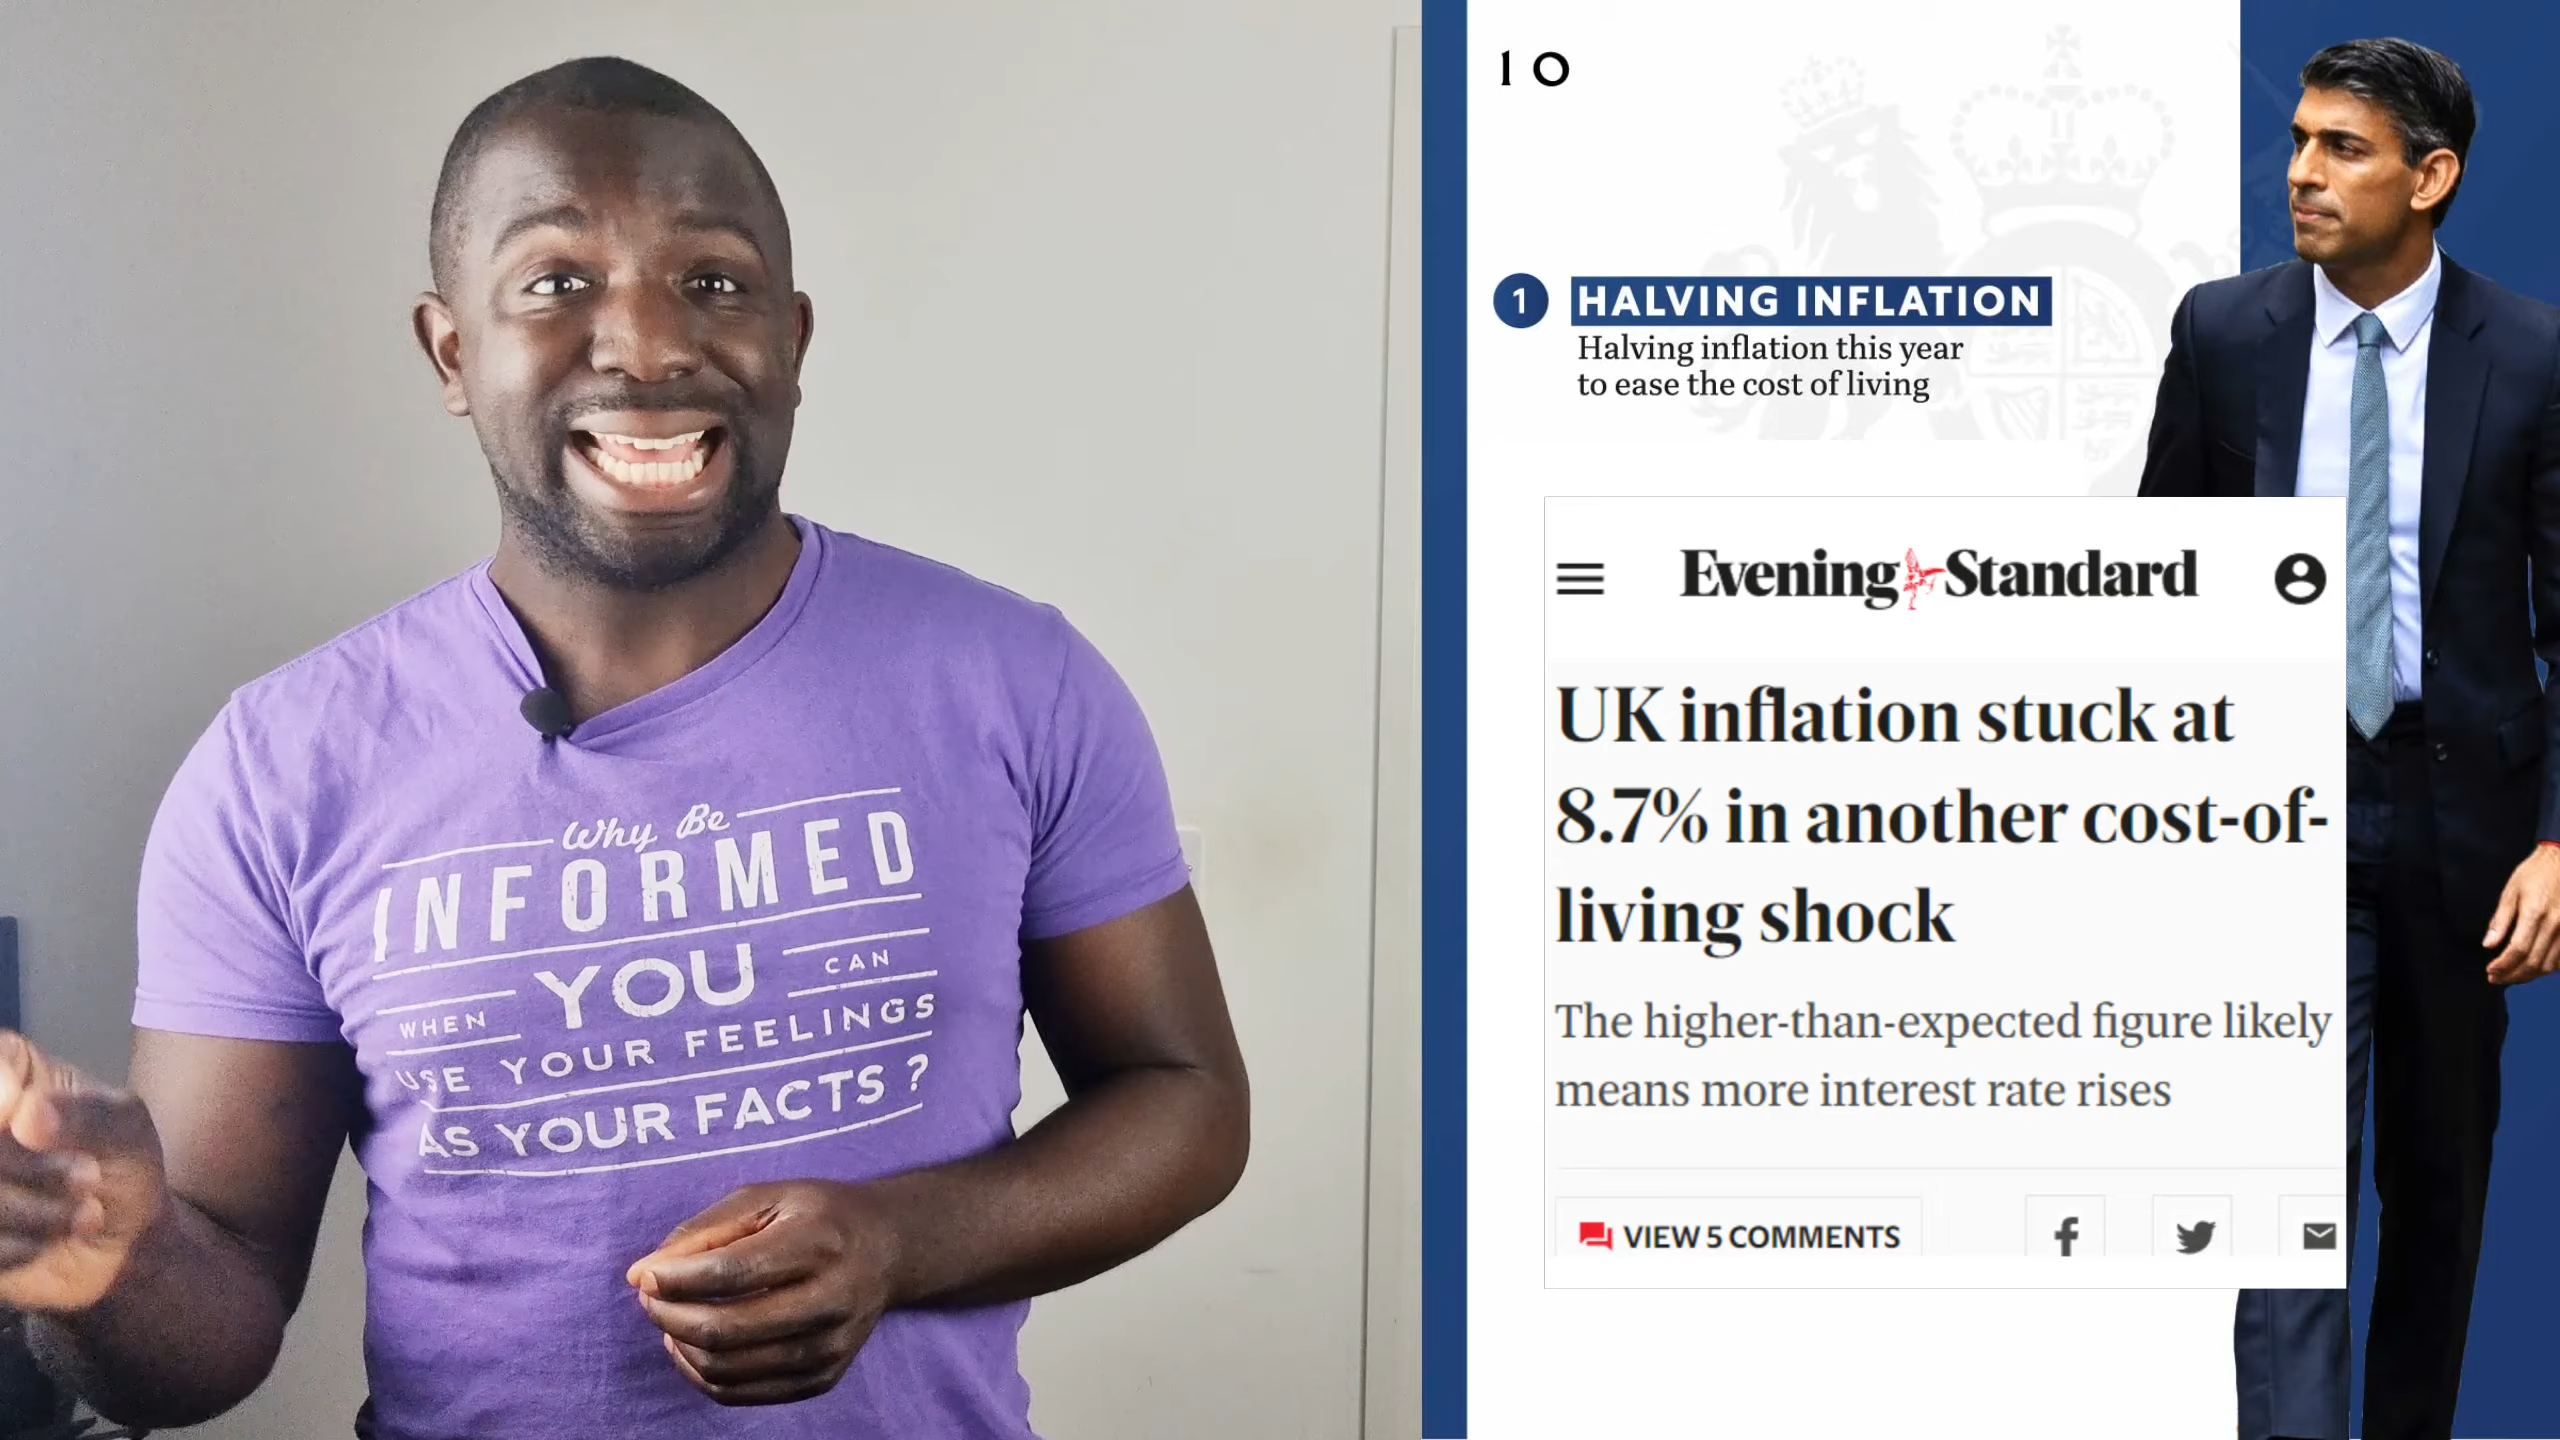 Why Be
INFORMED
WHEN YOU CAN
USE YOUR FEELINGS
AS YOUR FACTS?
10
1 HALVING INFLATION
Halving inflation this year
to ease the cost of living
Evening Standard
UK inflation stuck at
8.7% in another cost-of-
living shock
The higher-than-expected figure likely
means more interest rate rises
VIEW 5 COMMENTS